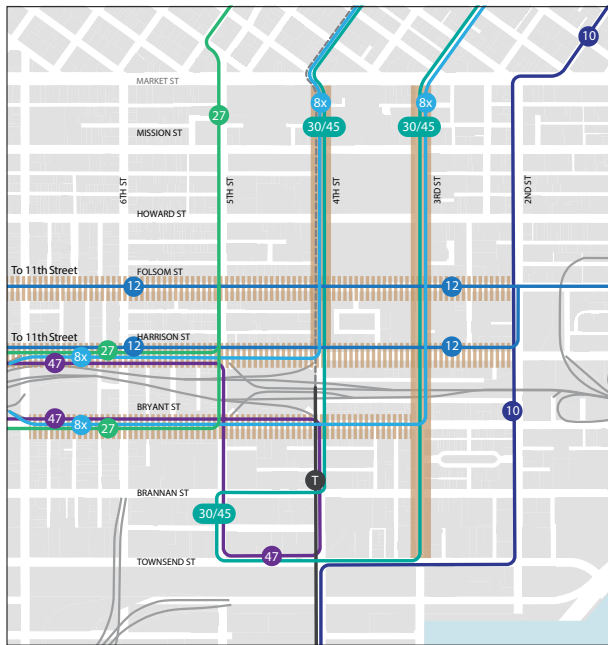 10
MARKET ST
8x
8x
27
30/45
30/45
MISSION ST
6TH ST
5TH ST
4TH ST
3RD ST
2ND ST
HOWARD ST
To 11th Street
FOLSOM ST
12
12
To 11th Street
HARRISON ST
27
12
12
47
8x
BRYANT ST
47
8x
27
10
T
BRANNAN ST
30/45
47
TOWNSEND ST